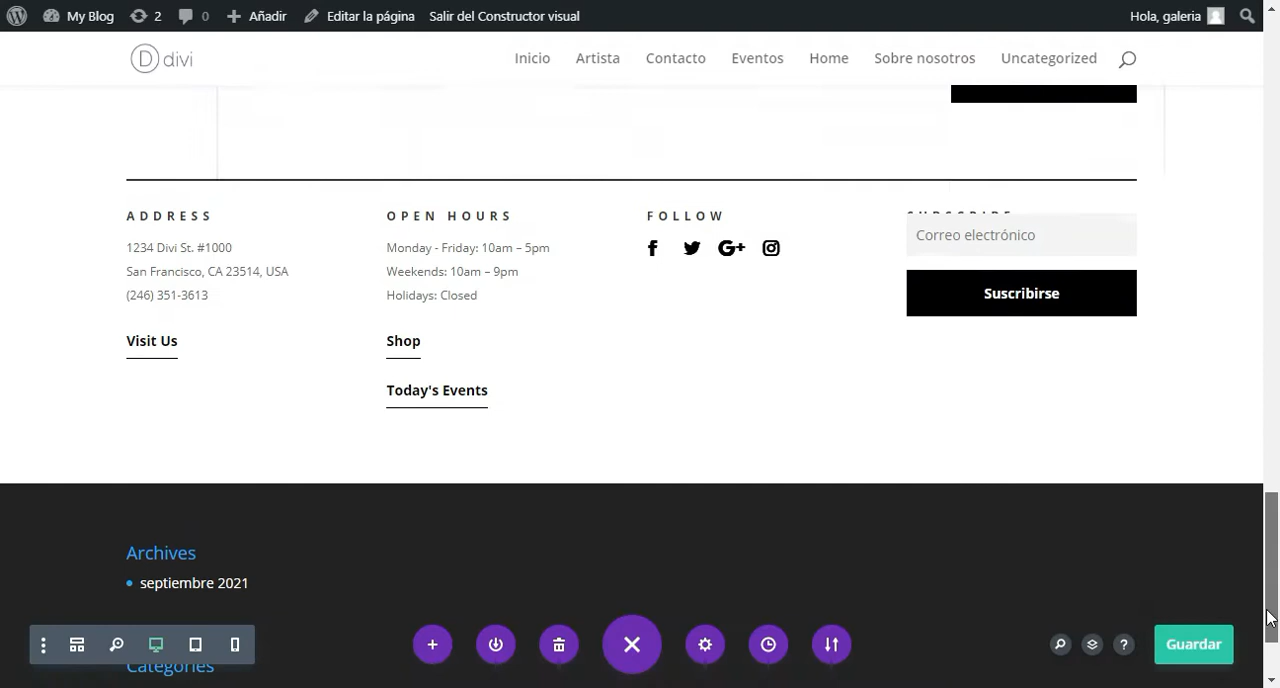 My Blog 2 0 Añadir Editar la página Salir del Constructor visual Hola, galeria
D divi Inicio Artista Contacto Eventos Home Sobre nosotros Uncategorized
ADDRESS
1234 Divi St. #1000
San Francisco, CA 23514, USA
(246) 351-3613
Visit Us
OPEN HOURS
Monday - Friday: 10am – 5pm
Weekends: 10am – 9pm
Holidays: Closed
Shop
Today's Events
FOLLOW
SUBSCRIBE
Correo electrónico
Suscribirse
Archives
septiembre 2021
Categories
Guardar